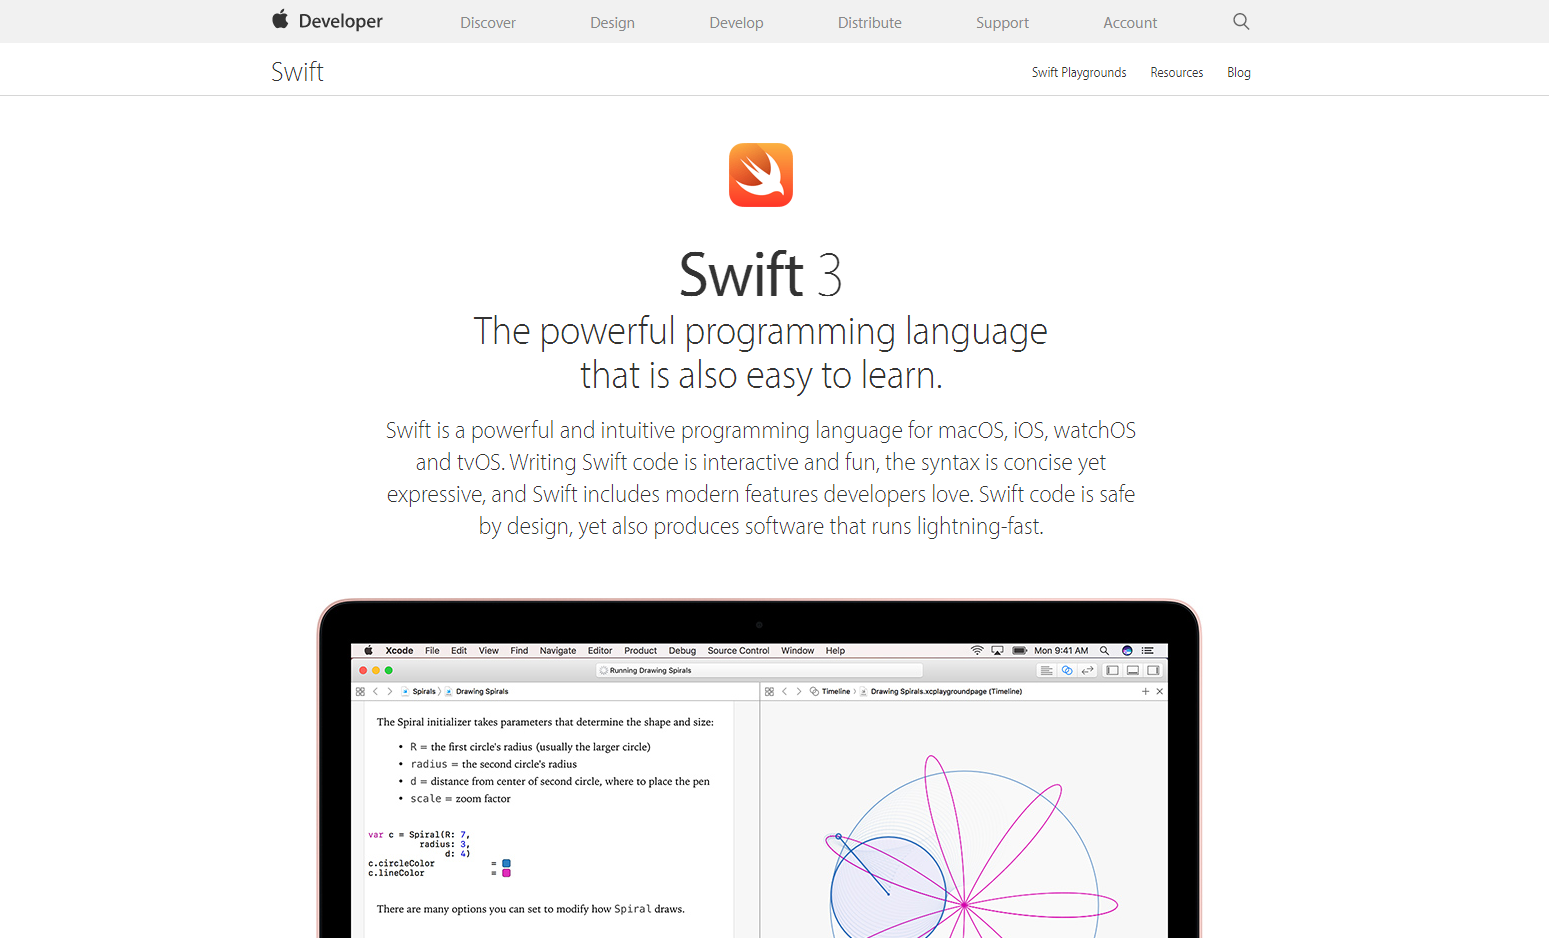 Developer Discover Design Develop Distribute Support Account
Swift Swift Playgrounds Resources Blog
Swift 3
The powerful programming language
that is also easy to learn.
Swift is a powerful and intuitive programming language for macOS, iOS, watchOS
and tvOS. Writing Swift code is interactive and fun, the syntax is concise yet
expressive, and Swift includes modern features developers love. Swift code is safe
by design, yet also produces software that runs lightning-fast.
Xcode File Edit View Find Navigate Editor Product Debug Source Control Window Help Mon 9:41 AM
Running Drawing Spirals
Spirals Drawing Spirals Timeline Drawing Spirals.xcplaygroundpage (Timeline)
The Spiral initializer takes parameters that determine the shape and size:
• R = the first circle's radius (usually the larger circle)
• radius = the second circle's radius
• d = distance from center of second circle, where to place the pen
• scale = zoom factor
var c = Spiral(R: 7,
radius: 3,
d: 4)
c.circleColor =
c.lineColor =
There are many options you can set to modify how Spiral draws.